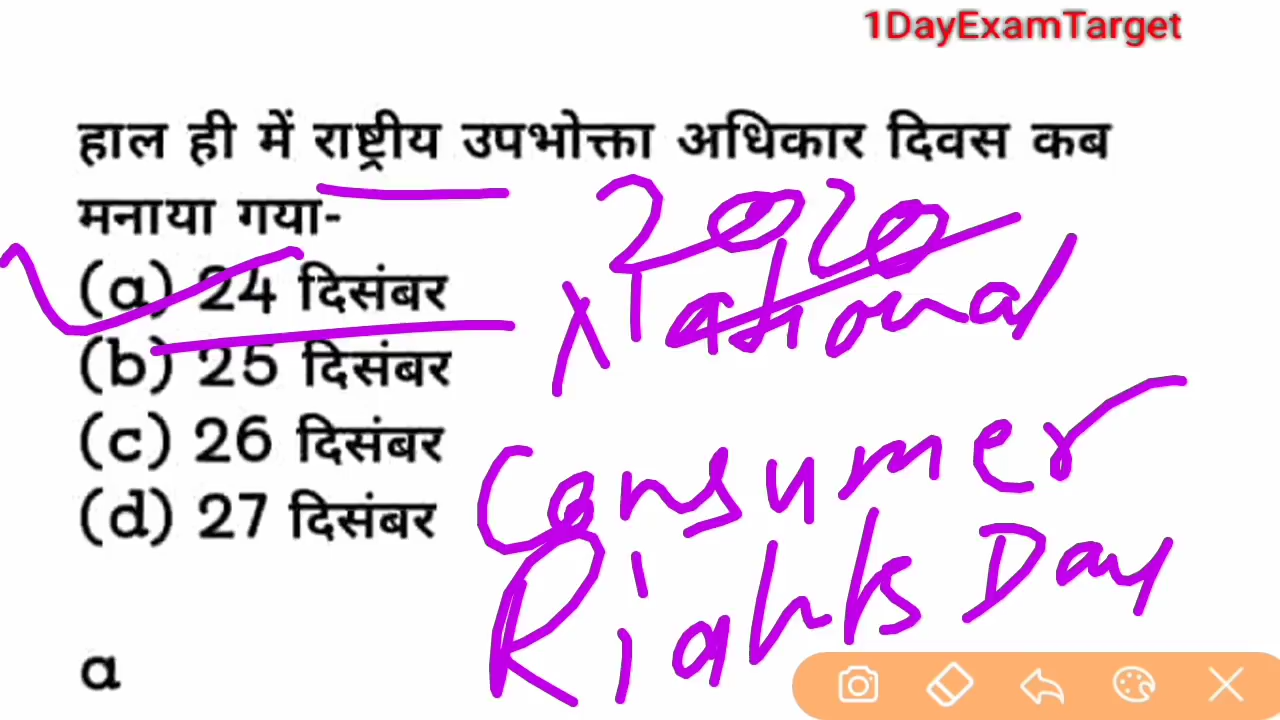 1DayExamTarget
हाल ही में राष्ट्रीय उपभोक्ता अधिकार दिवस कब
मनाया गया-
2020
(a) 24 दिसंबर
National
(b) 25 दिसंबर
(c) 26 दिसंबर
Consumer
(d) 27 दिसंबर
Rights Day
a